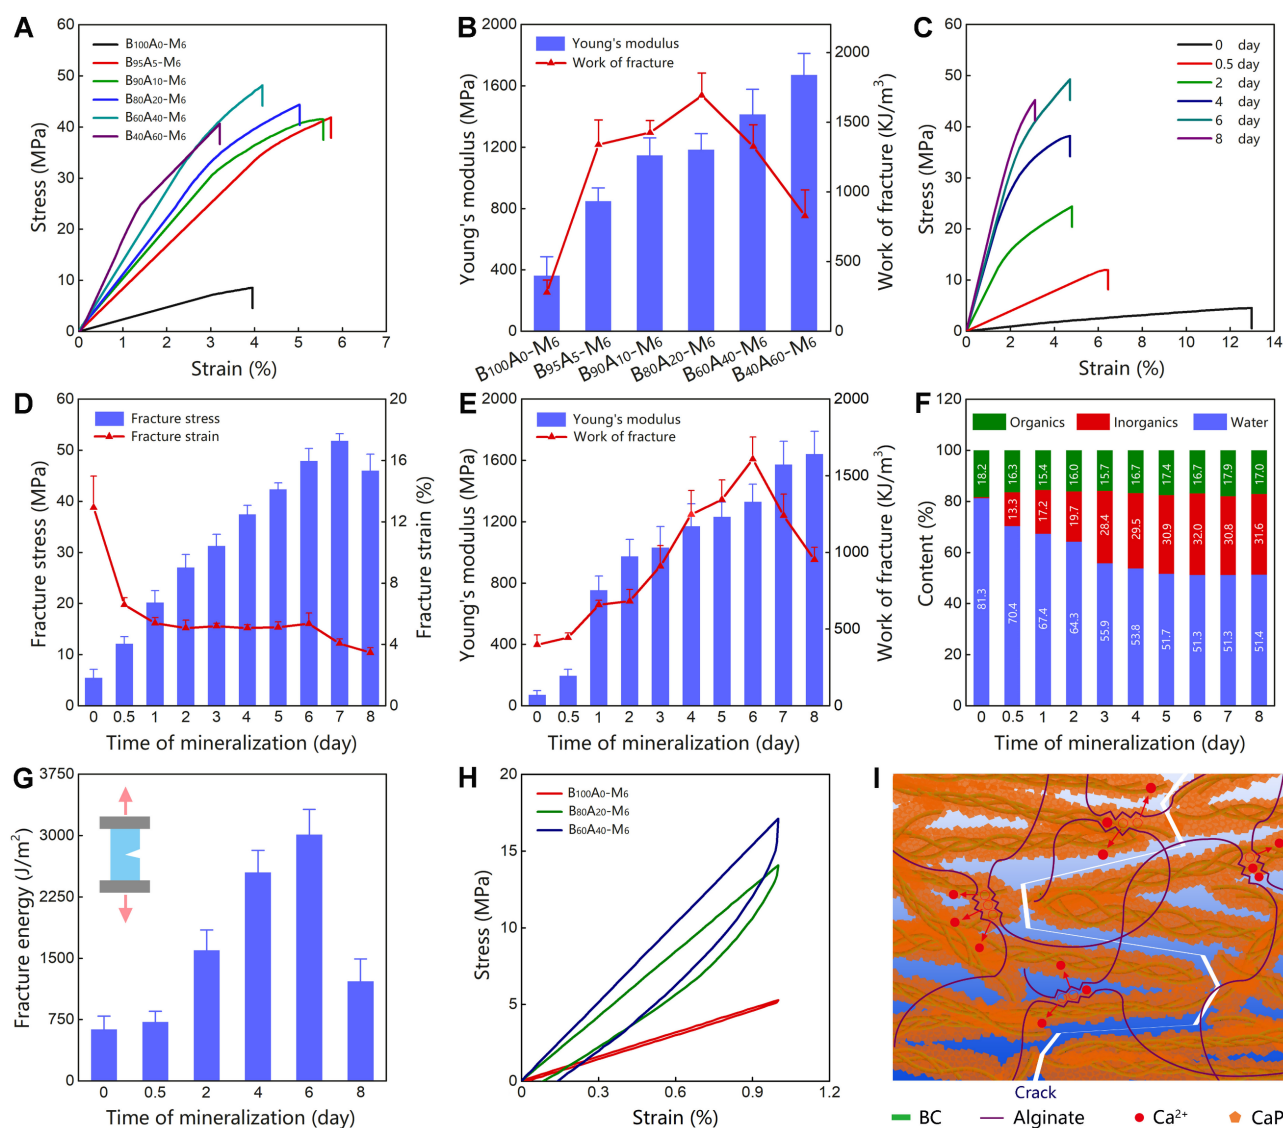 A
Stress (MPa)
60
50
40
30
20
10
0
B100A0-M6
B95A5-M6
B90A10-M6
B80A20-M6
B60A40-M6
B40A60-M6
0 1 2 3 4 5 6 7
Strain (%)
B
Young's modulus (MPa)
2000
1600
1200
800
400
0
Young's modulus
Work of fracture
2000
1500
1000
500
0
Work of fracture (KJ/m³)
B100A0-M6 B95A5-M6 B90A10-M6 B80A20-M6 B60A40-M6 B40A60-M6
C
Stress (MPa)
60
50
40
30
20
10
0
0 day
0.5 day
2 day
4 day
6 day
8 day
0 2 4 6 8 10 12 14
Strain (%)
D
Fracture stress (MPa)
60
50
40
30
20
10
0
Fracture stress
Fracture strain
20
16
12
8
4
0
Fracture strain (%)
0 0.5 1 2 3 4 5 6 7 8
Time of mineralization (day)
E
Young's modulus (MPa)
2000
1600
1200
800
400
0
Young's modulus
Work of fracture
2000
1500
1000
500
0
Work of fracture (KJ/m³)
0 0.5 1 2 3 4 5 6 7 8
Time of mineralization (day)
F
Content (%)
120
100
80
60
40
20
0
Organics Inorganics Water
18.2 16.3 15.4 16.0 15.7 16.7 17.4 16.7 17.9 17.0
13.3 17.2 19.7 28.4 29.5 30.9 32.0 30.8 31.6
81.3 70.4 67.4 64.3 55.9 53.8 51.7 51.3 51.3 51.4
0 0.5 1 2 3 4 5 6 7 8
Time of mineralization (day)
G
Fracture energy (J/m²)
3750
3000
2250
1500
750
0
0 0.5 2 4 6 8
Time of mineralization (day)
H
Stress (MPa)
20
15
10
5
0
B100A0-M6
B80A20-M6
B60A40-M6
0 0.3 0.6 0.9 1.2
Strain (%)
I
Crack
BC Alginate Ca²⁺ CaP